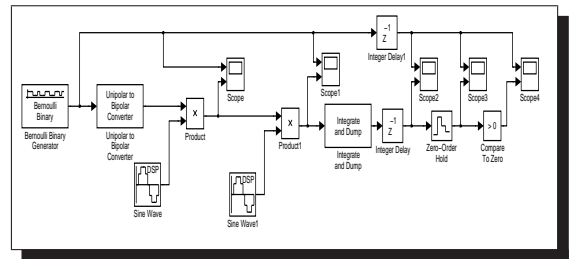 −1
Z
Integer Delay1
Scope
Scope1
Scope2
Scope3
Scope4
Bernoulli
Binary
Bernoulli Binary
Generator
Unipolar to
Bipolar
Converter
Unipolar to
Bipolar
Converter
X
Product
X
Product1
Integrate
and Dump
Integrate
and Dump
−1
Z
Integer Delay
Zero−Order
Hold
> 0
Compare
To Zero
DSP
Sine Wave
DSP
Sine Wave1